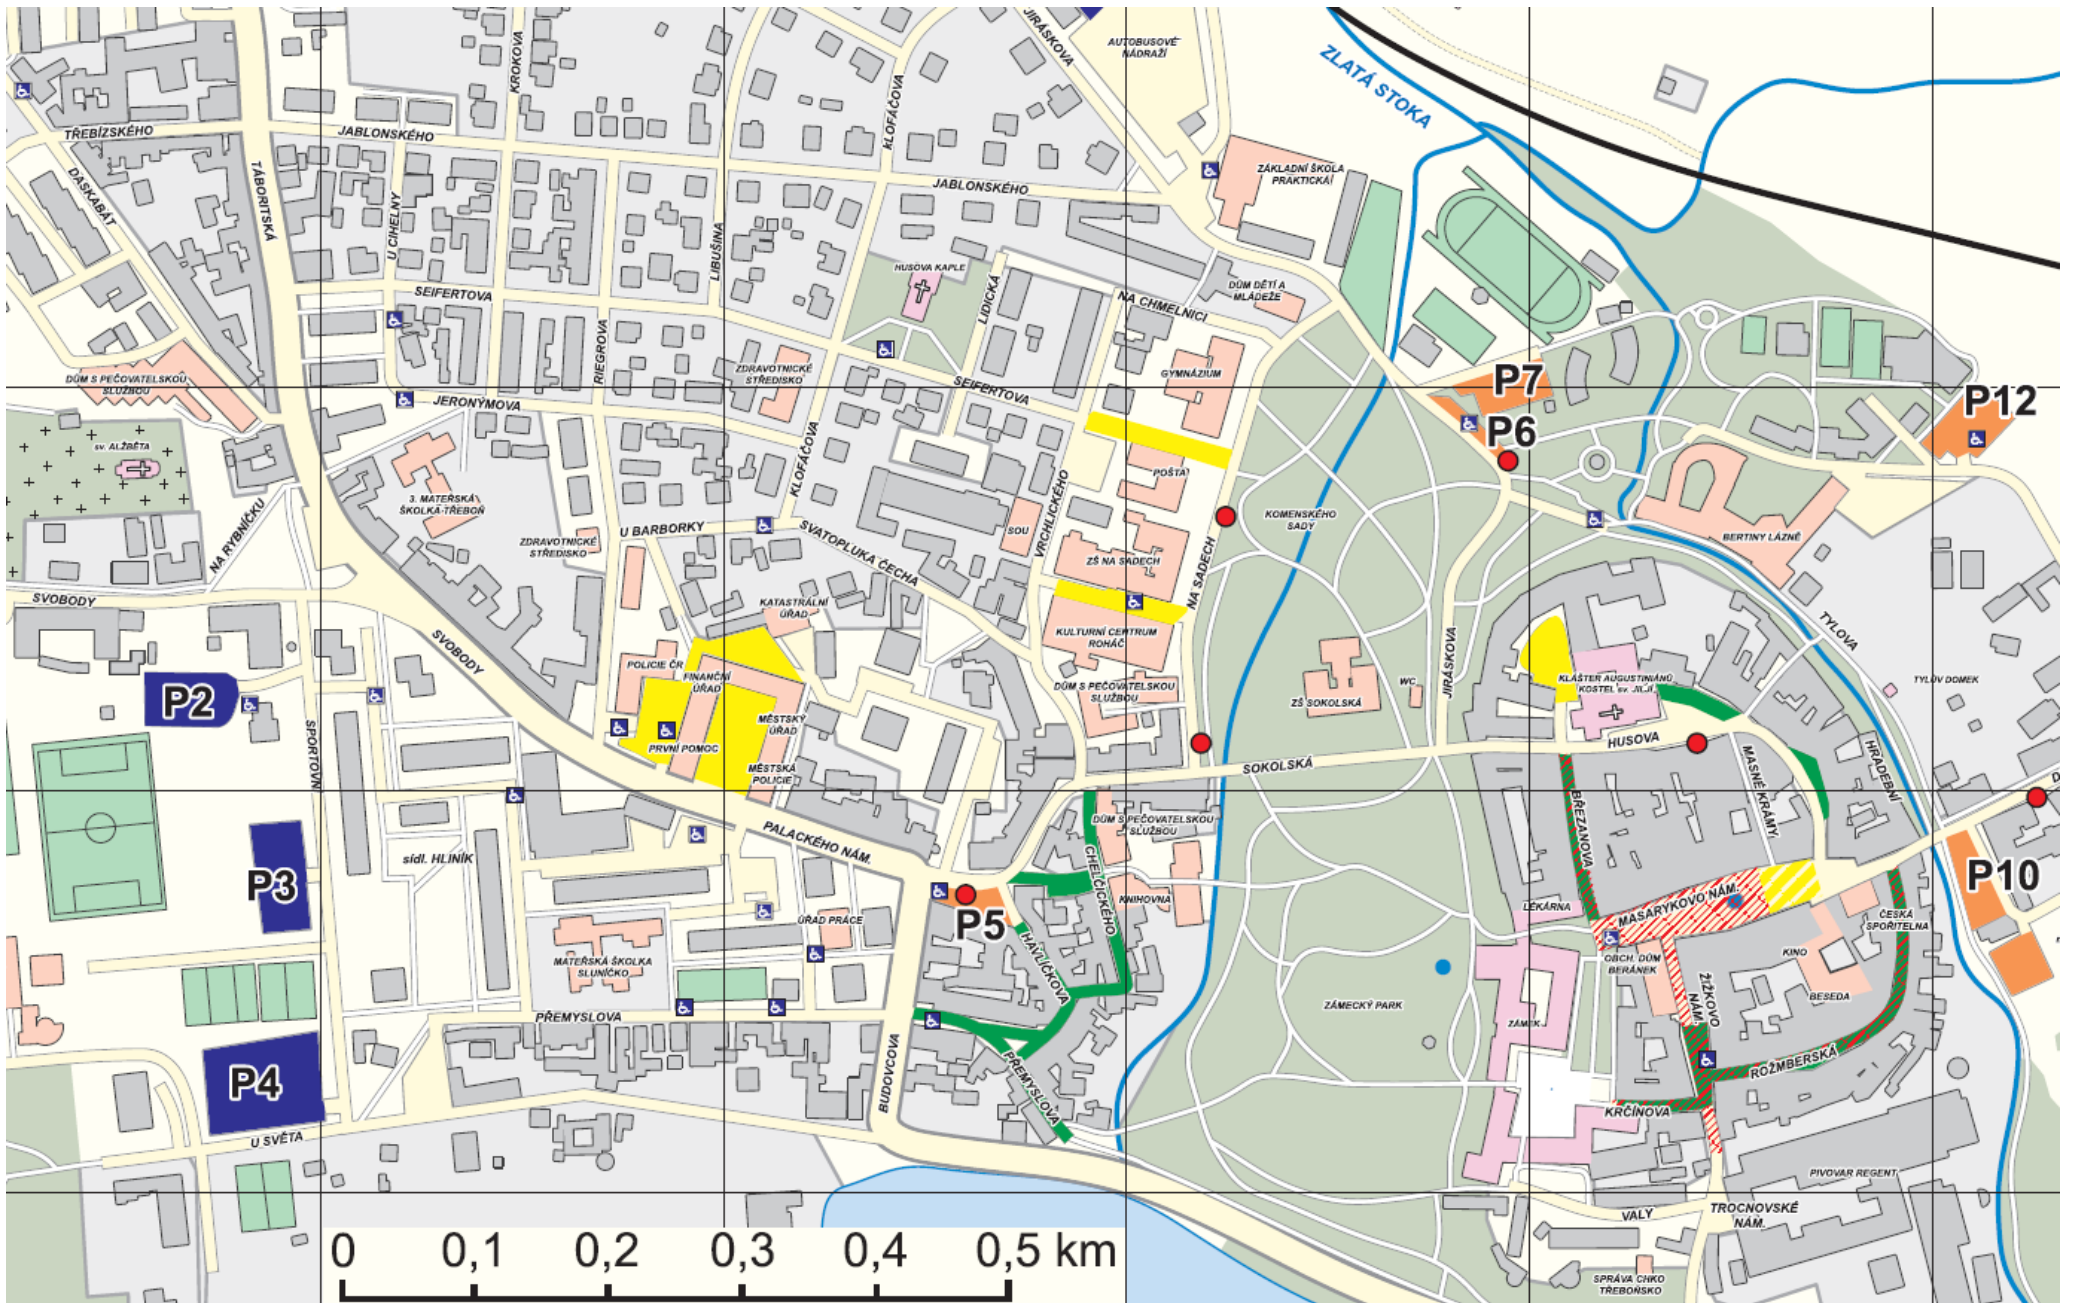 JIRÁSKOVA
AUTOBUSOVÉ
NÁDRAŽÍ
KROKOVA
KLOFÁČOVA
ZLATÁ STOKA
TŘEBÍZSKÉHO
JABLONSKÉHO
TÁBORITSKÁ
DASKABÁT
U CIHELNY
LIBUŠINA
JABLONSKÉHO
ZÁKLADNÍ ŠKOLA
PRAKTICKÁ
HUSOVA KAPLE
LIDICKÁ
SEIFERTOVA
NA CHMELNICI
DŮM DĚTÍ A
MLÁDEŽE
RIEGROVA
ZDRAVOTNICKÉ
STŘEDISKO
GYMNÁZIUM
SEIFERTOVA
P7
P12
DŮM S PEČOVATELSKOU
SLUŽBOU
JERONÝMOVA
P6
sv. ALŽBĚTA
KLOFÁČOVA
POŠTA
3. MATEŘSKÁ
ŠKOLKA TŘEBOŇ
VRCHLICKÉHO
NA RYBNÍČKU
U BARBORKY
SVATOPLUKA ČECHA
SOU
KOMENSKÉHO
SADY
BERTINY LÁZNĚ
ZDRAVOTNICKÉ
STŘEDISKO
ZŠ NA SADECH
NA SADECH
SVOBODY
SVOBODY
KATASTRÁLNÍ
ÚŘAD
KULTURNÍ CENTRUM
ROHÁČ
JIRÁSKOVA
TYLOVA
POLICIE ČR
FINANČNÍ
ÚŘAD
DŮM S PEČOVATELSKOU
SLUŽBOU
ZŠ SOKOLSKÁ
WC
KLÁŠTER AUGUSTINIÁNŮ
KOSTEL sv. JILJÍ
TYLŮV DOMEK
P2
SPORTOVNÍ
MĚSTSKÝ
ÚŘAD
PRVNÍ POMOC
MĚSTSKÁ
POLICIE
SOKOLSKÁ
HUSOVA
MASNÉ KRÁMY
HRADEBNÍ
BŘEZANOVA
PALACKÉHO NÁM.
DŮM S PEČOVATELSKOU
SLUŽBOU
CHELČICKÉHO
sídl. HLINÍK
P3
P5
KNIHOVNA
LÉKÁRNA
MASARYKOVO NÁM.
P10
ČESKÁ
SPOŘITELNA
ÚŘAD PRÁCE
HAVLÍČKOVA
MATEŘSKÁ ŠKOLKA
SLUNÍČKO
OBCH. DŮM
BERÁNEK
KINO
BESEDA
ŽIŽKOVO
NÁM.
PŘEMYSLOVA
ZÁMECKÝ PARK
ZÁMEK
BUDOVCOVA
PŘEMYSLOVA
ROŽMBERSKÁ
P4
KRČÍNOVA
U SVĚTA
PIVOVAR REGENT
VALY
TROCNOVSKÉ
NÁM.
SPRÁVA CHKO
TŘEBOŇSKO
0 0,1 0,2 0,3 0,4 0,5 km